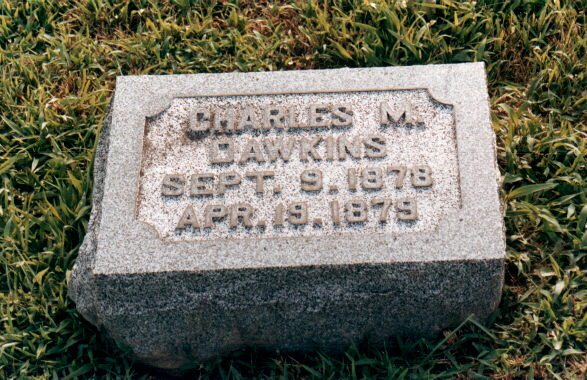 CHARLES M.
DAWKINS
SEPT. 9. 1878
APR. 19. 1879